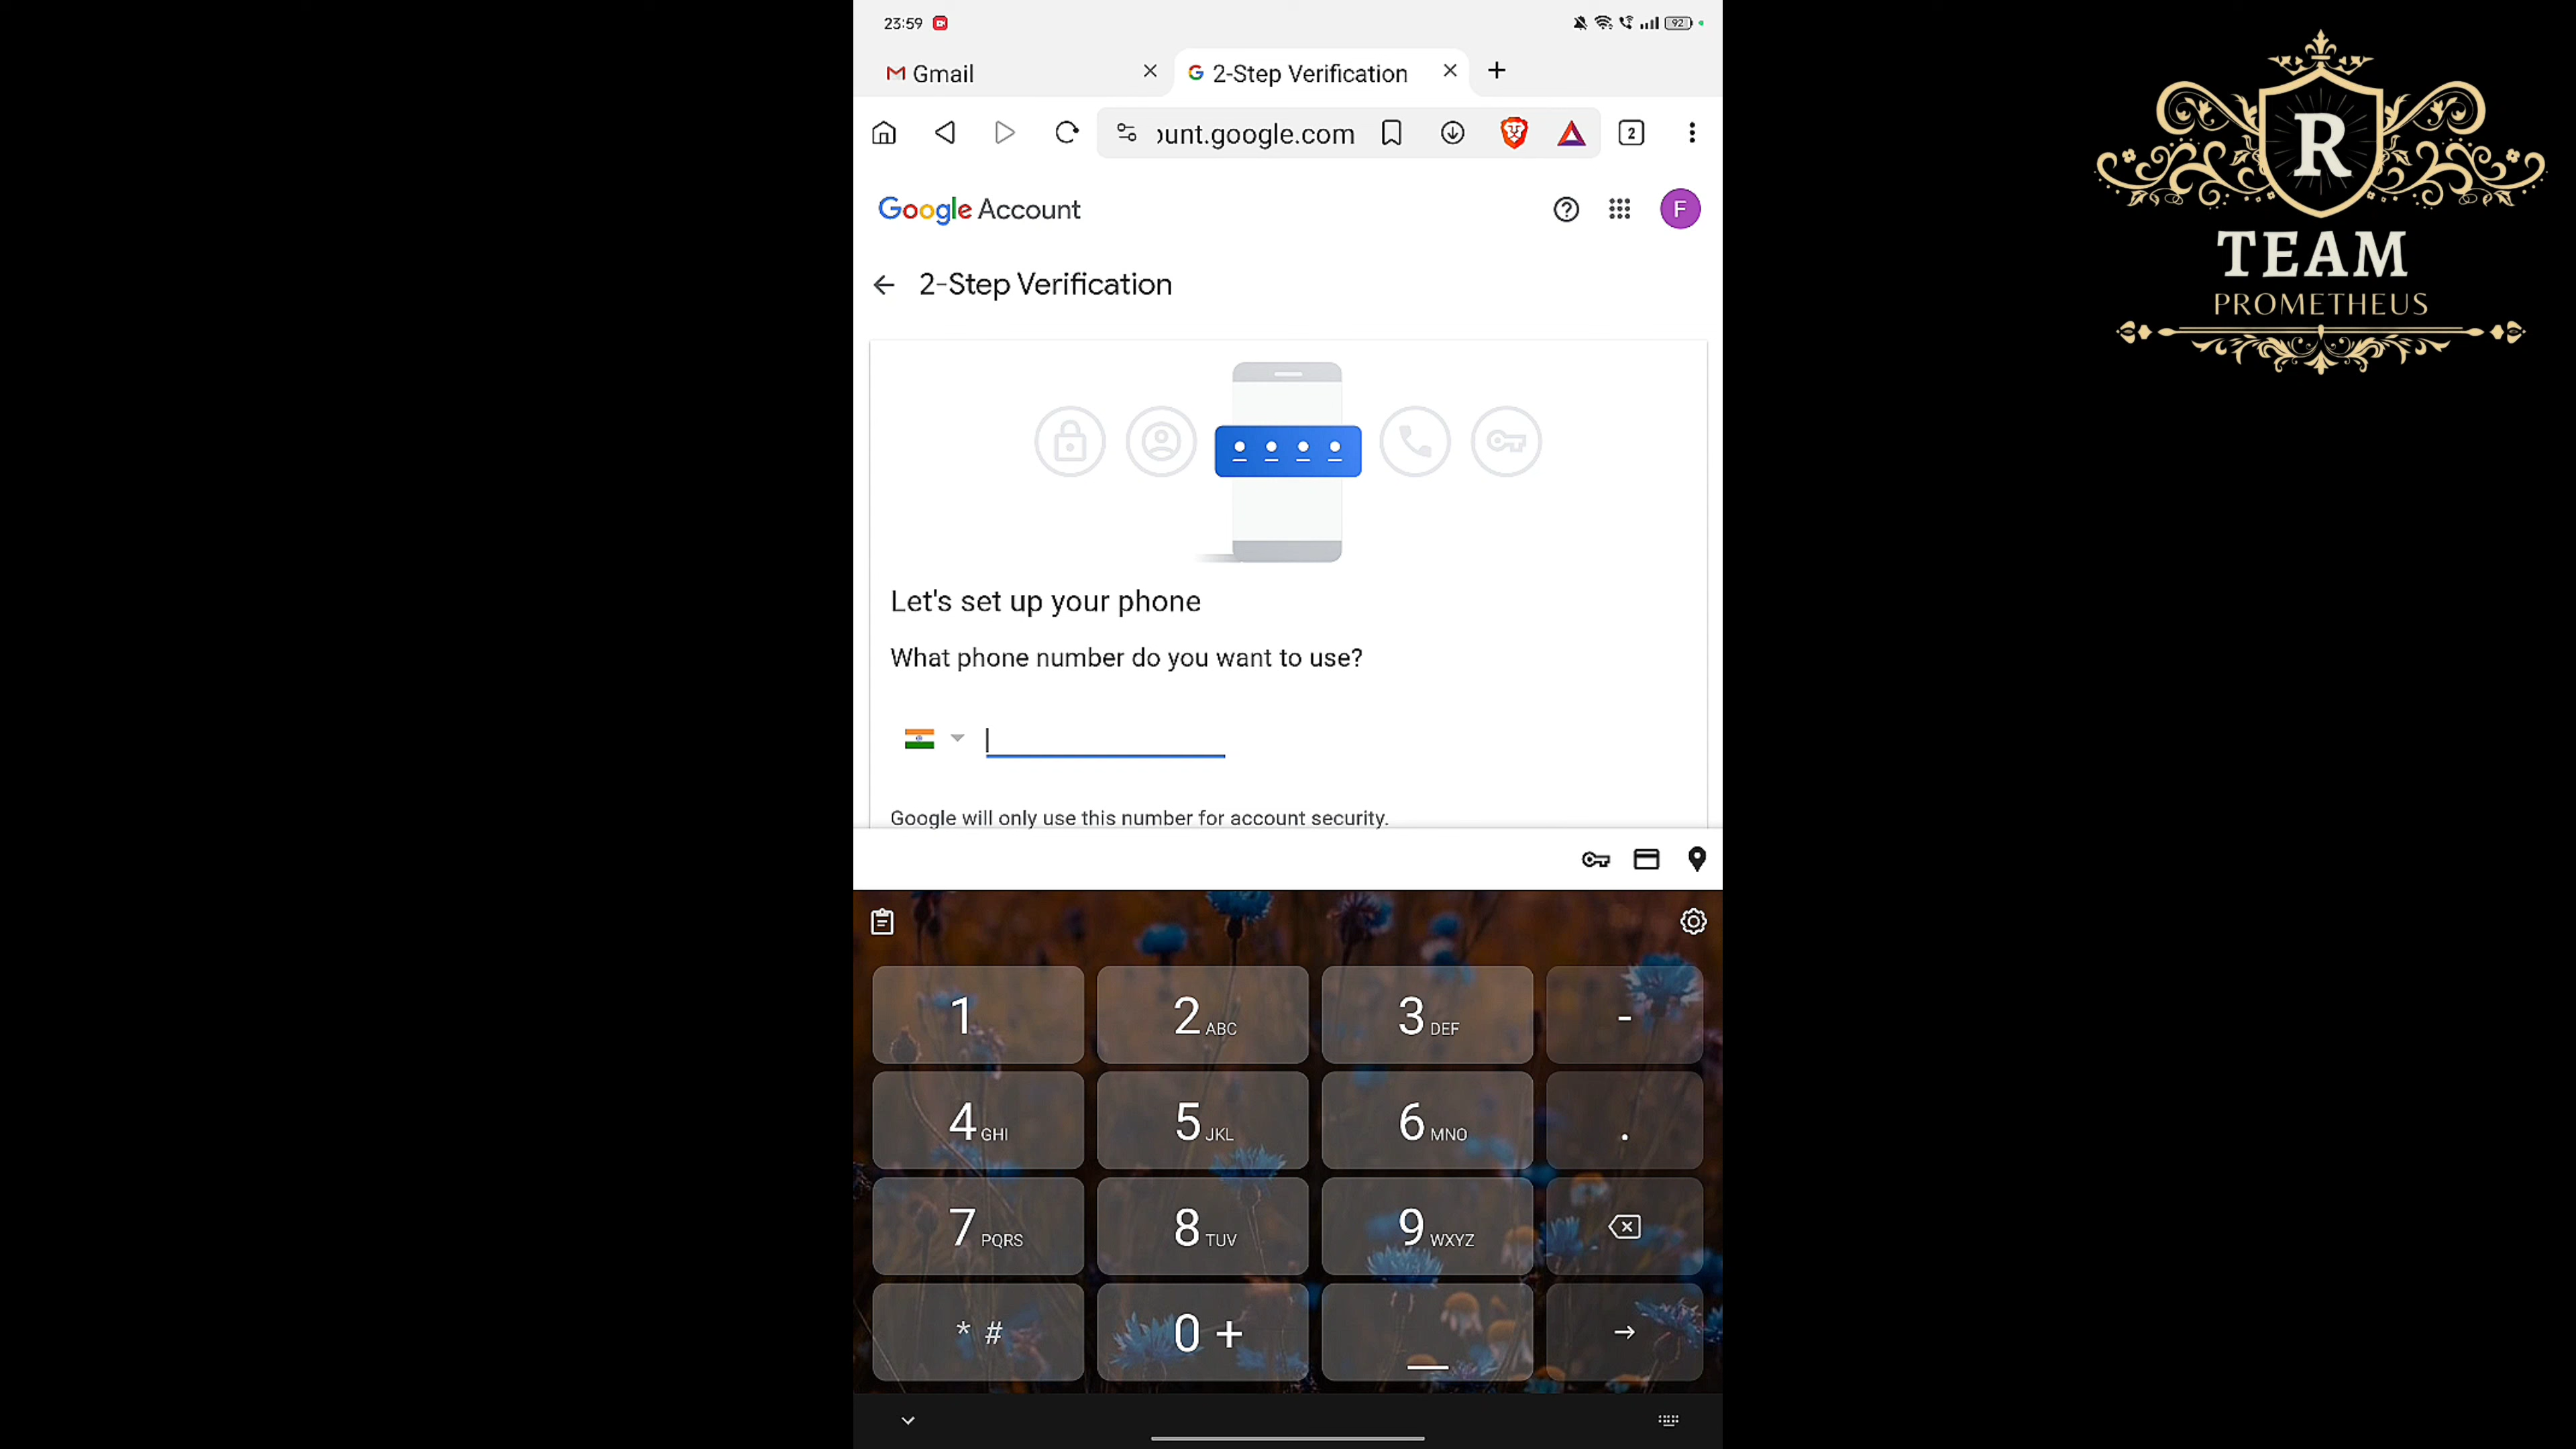 23:59
92
Gmail
2-Step Verification
ount.google.com
2
Google Account
F
2-Step Verification
Let's set up your phone
What phone number do you want to use?
Google will only use this number for account security.
1
2 ABC
3 DEF
-
4 GHI
5 JKL
6 MNO
.
7 PQRS
8 TUV
9 WXYZ
* #
0 +
R
TEAM
PROMETHEUS